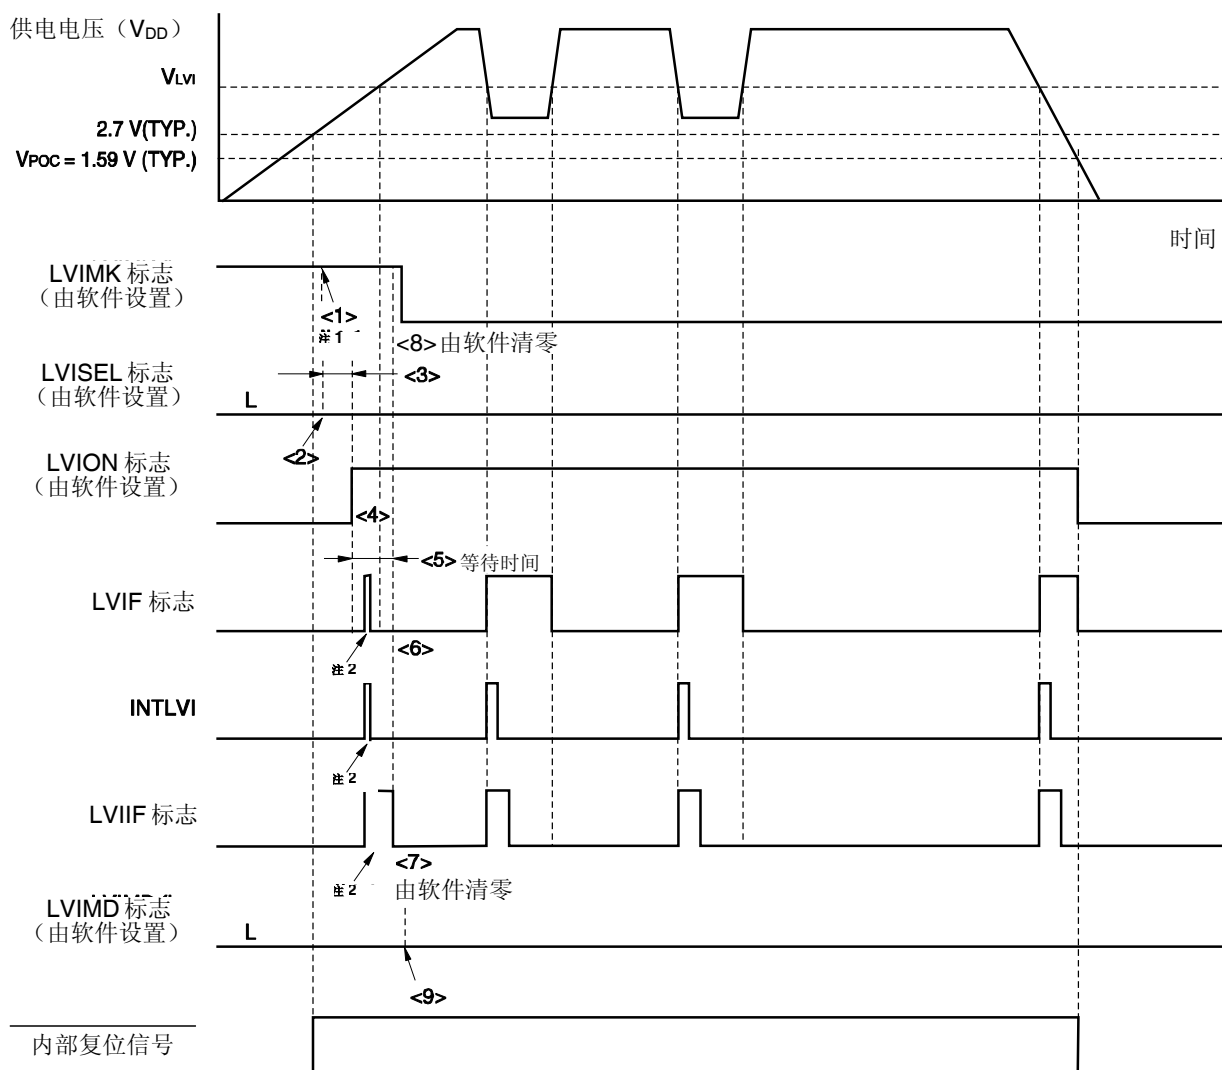 供电电压（VDD）
VLVI
2.7 V(TYP.)
VPOC = 1.59 V (TYP.)
时间
LVIMK 标志
（由软件设置）
<1>
注 1
<8> 由软件清零
LVISEL 标志
（由软件设置）
<3>
L
<2>
LVION 标志
（由软件设置）
<4>
<5> 等待时间
LVIF 标志
<6>
注 2
INTLVI
注 2
LVIIF 标志
<7>
注 2
由软件清零
LVIMD 标志
（由软件设置）
L
<9>
内部复位信号